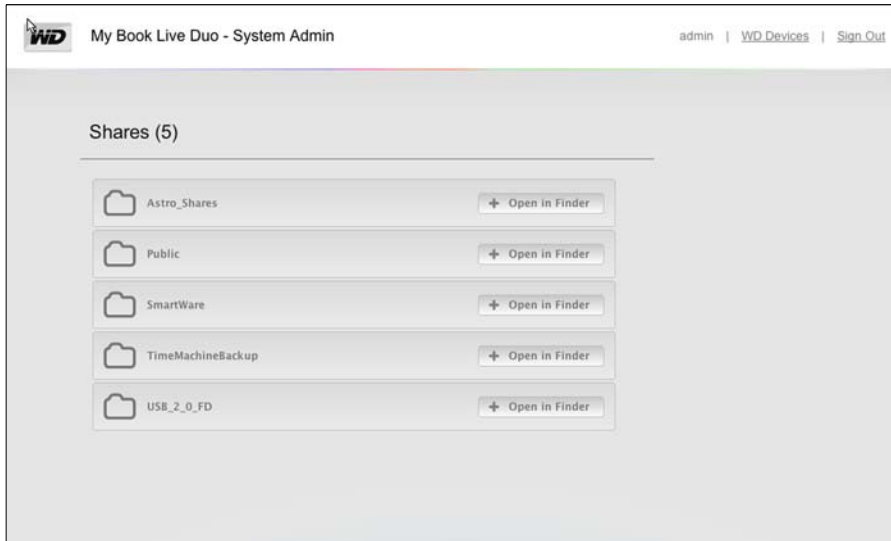 WD My Book Live Duo - System Admin admin | WD Devices | Sign Out
Shares (5)
Astro_Shares + Open in Finder
Public + Open in Finder
SmartWare + Open in Finder
TimeMachineBackup + Open in Finder
USB_2_0_FD + Open in Finder